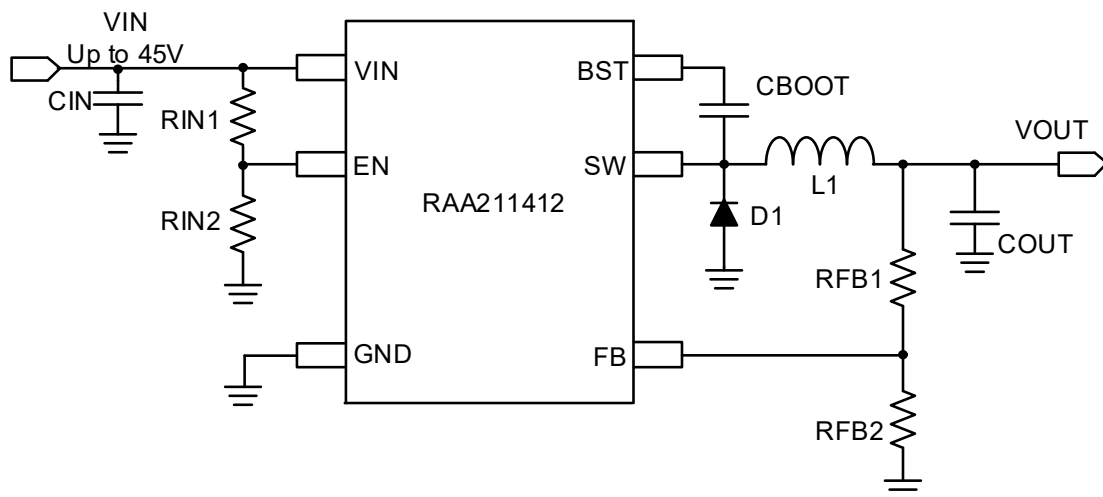 VIN
Up to 45V
CIN
RIN1
RIN2
VIN
EN
GND
RAA211412
BST
SW
FB
CBOOT
D1
L1
VOUT
COUT
RFB1
RFB2